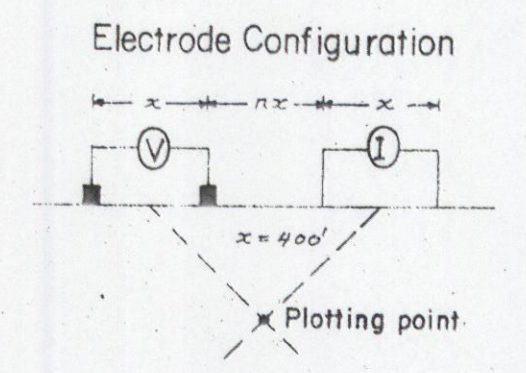 Electrode Configuration
x nx x
V I
x = 400'
Plotting point